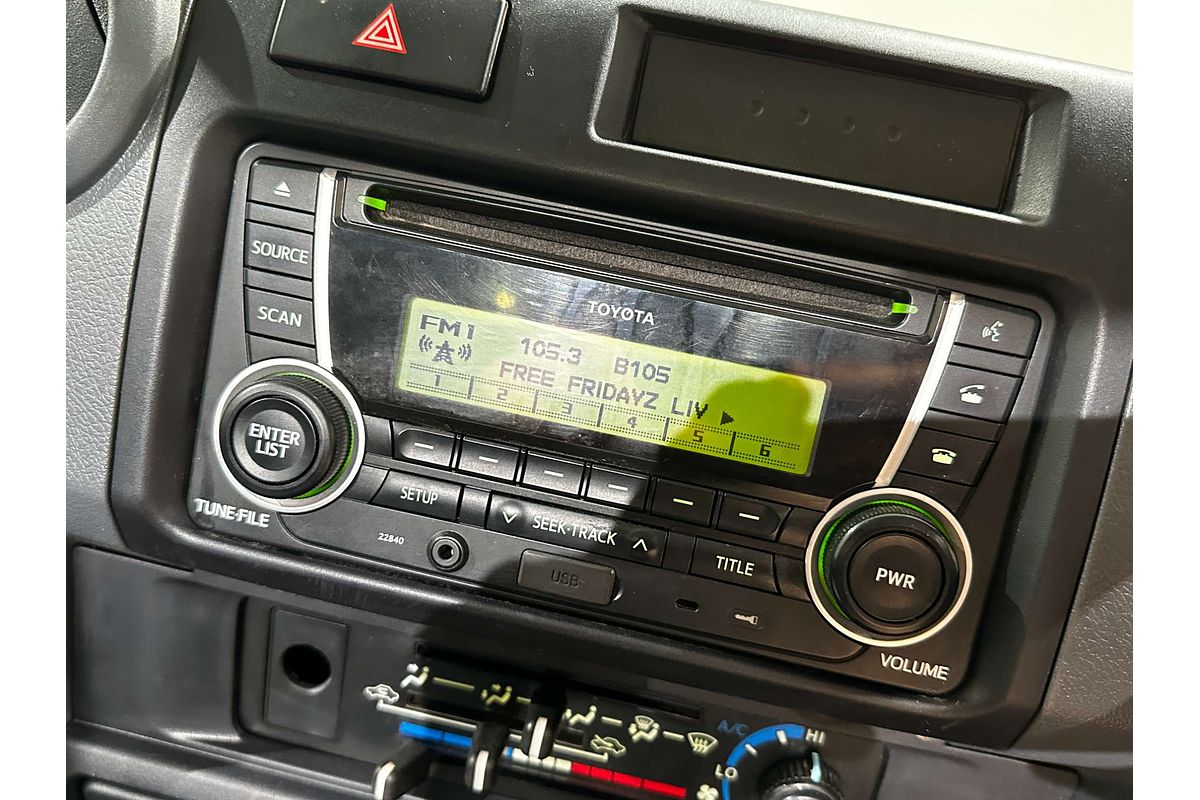 SOURCE
SCAN
TOYOTA
FM1
105.3 B105
FREE FRIDAYZ LIV
1 2 3 4 5 6
ENTER
LIST
TUNE·FILE
SETUP
SEEK·TRACK
TITLE
22840
USB
PWR
VOLUME
A/C
LO
HI